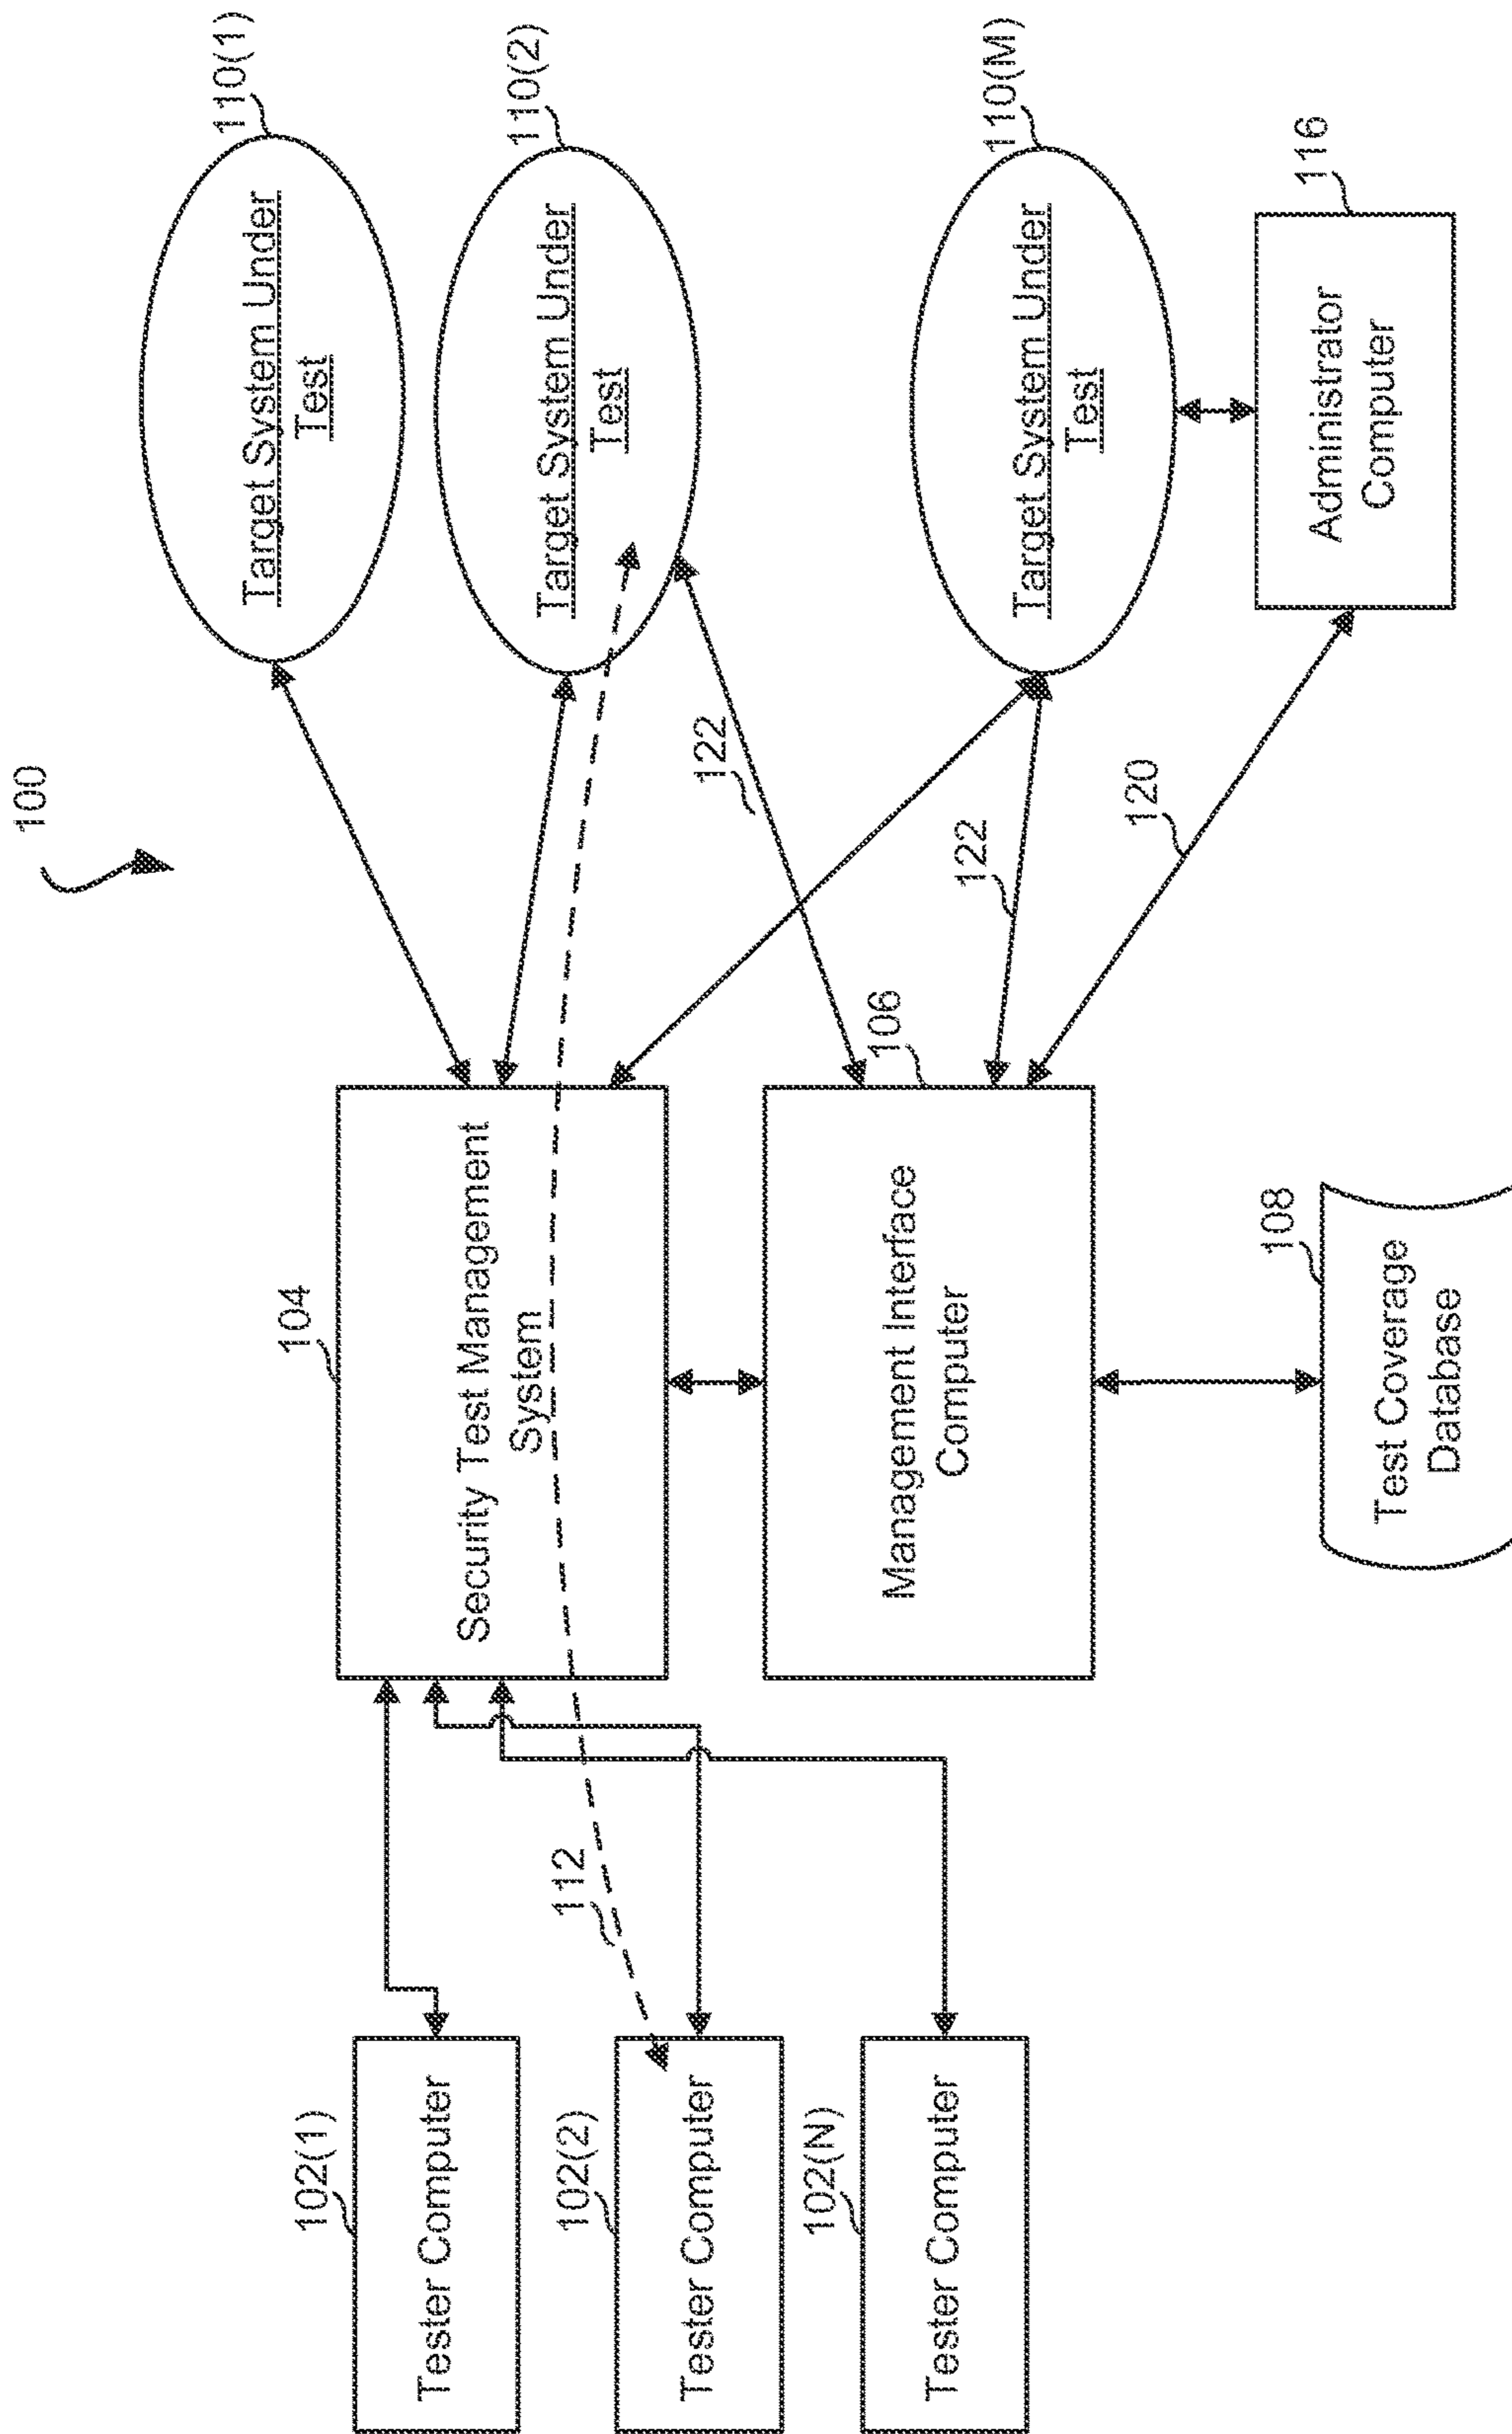 100
102(1)
Tester Computer
102(2)
Tester Computer
102(N)
Tester Computer
112
104
Security Test Management
System
106
Management Interface
Computer
108
Test Coverage
Database
122
122
120
110(1)
Target System Under
Test
110(2)
Target System Under
Test
110(M)
Target System Under
Test
116
Administrator
Computer